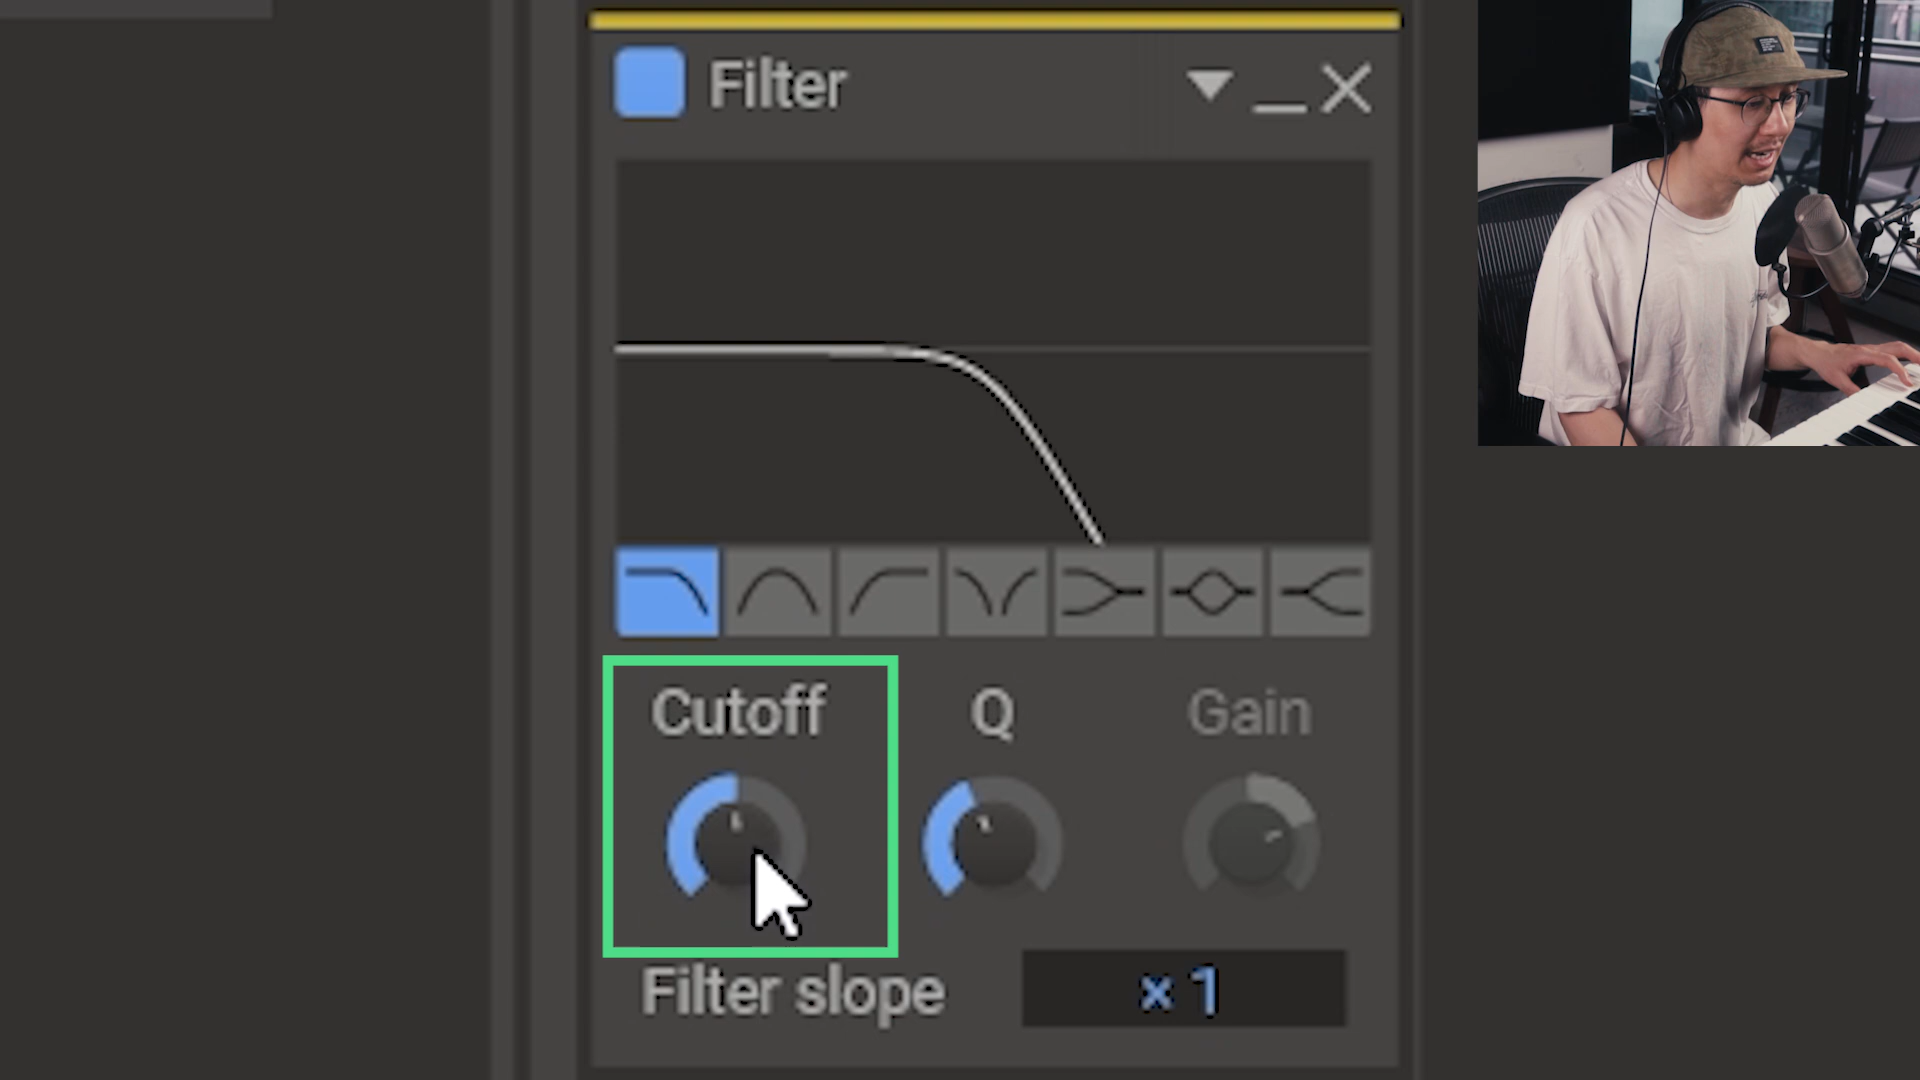 Filter
Cutoff
Q
Gain
Filter slope
× 1